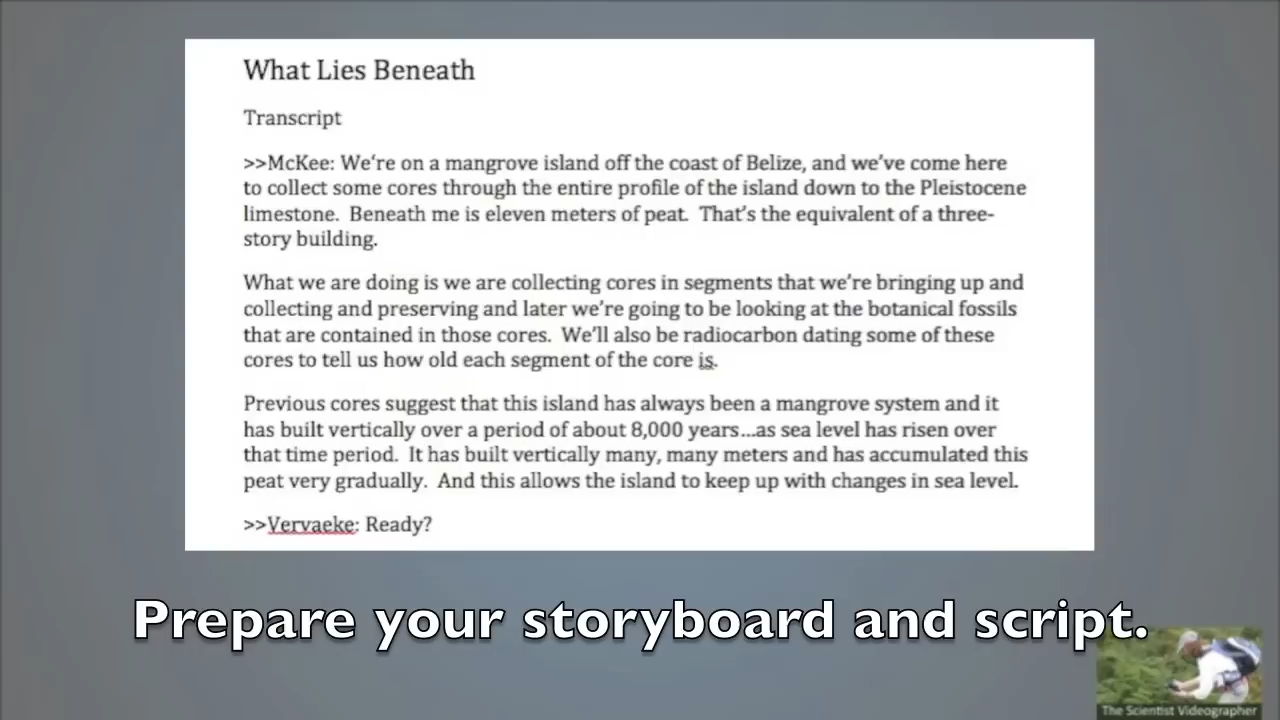 What Lies Beneath
Transcript
>>McKee: We're on a mangrove island off the coast of Belize, and we've come here
to collect some cores through the entire profile of the island down to the Pleistocene
limestone.  Beneath me is eleven meters of peat.  That's the equivalent of a three-
story building.
What we are doing is we are collecting cores in segments that we're bringing up and
collecting and preserving and later we're going to be looking at the botanical fossils
that are contained in those cores.  We'll also be radiocarbon dating some of these
cores to tell us how old each segment of the core is.
Previous cores suggest that this island has always been a mangrove system and it
has built vertically over a period of about 8,000 years...as sea level has risen over
that time period.  It has built vertically many, many meters and has accumulated this
peat very gradually.  And this allows the island to keep up with changes in sea level.
>>Vervaeke: Ready?
Prepare your storyboard and script.
The Scientist Videographer